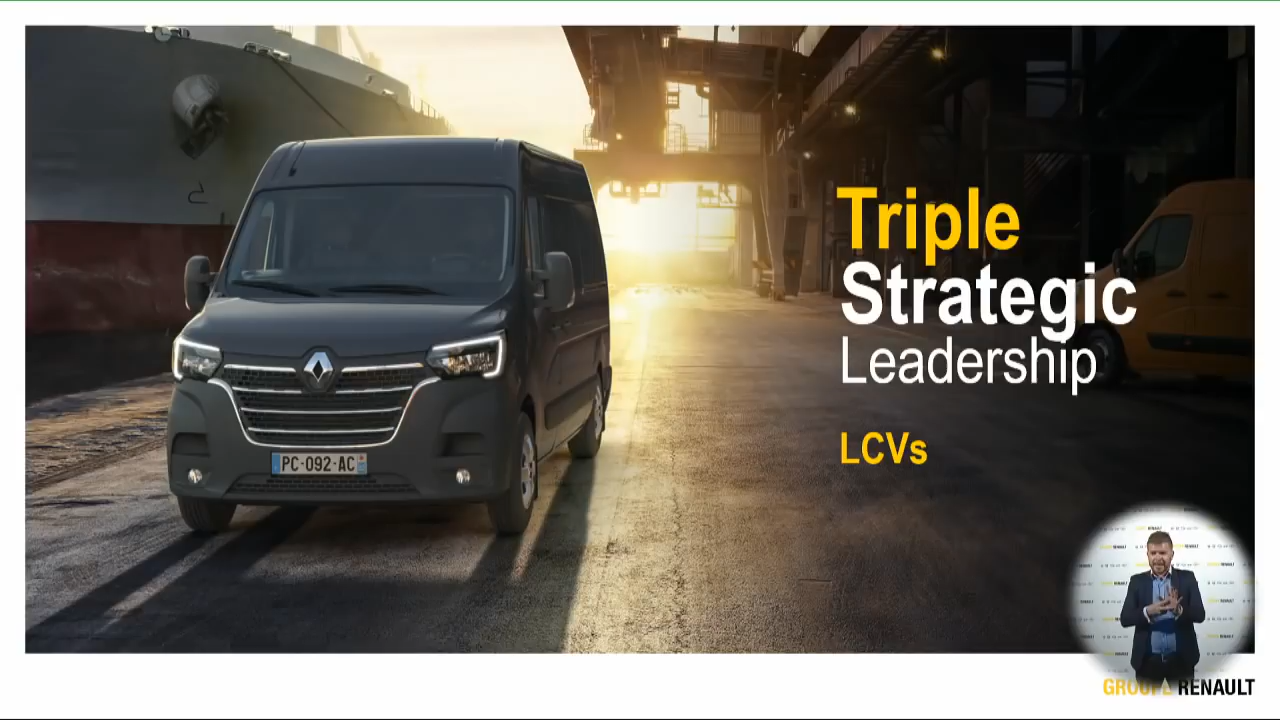 Triple
Strategic
Leadership
LCVs
PC-092-AC
GROUPE RENAULT